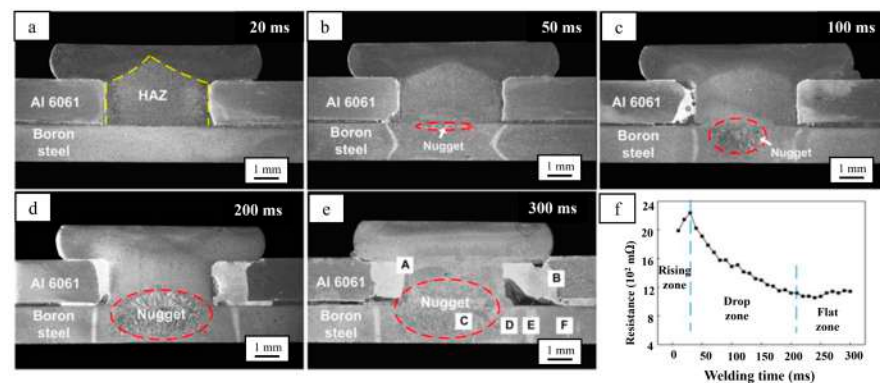 a
20 ms
HAZ
Al 6061
Boron
steel
1 mm
b
50 ms
Al 6061
Boron
steel
Nugget
1 mm
c
100 ms
Al 6061
Boron
steel
Nugget
1 mm
d
200 ms
Al 6061
Boron
steel
Nugget
1 mm
e
300 ms
A
B
Al 6061
Nugget
Boron
steel
C
D
E
F
1 mm
f
Resistance (10² mΩ)
24
20
16
12
8
4
Rising
zone
Drop
zone
Flat
zone
0 50 100 150 200 250 300
Welding time (ms)